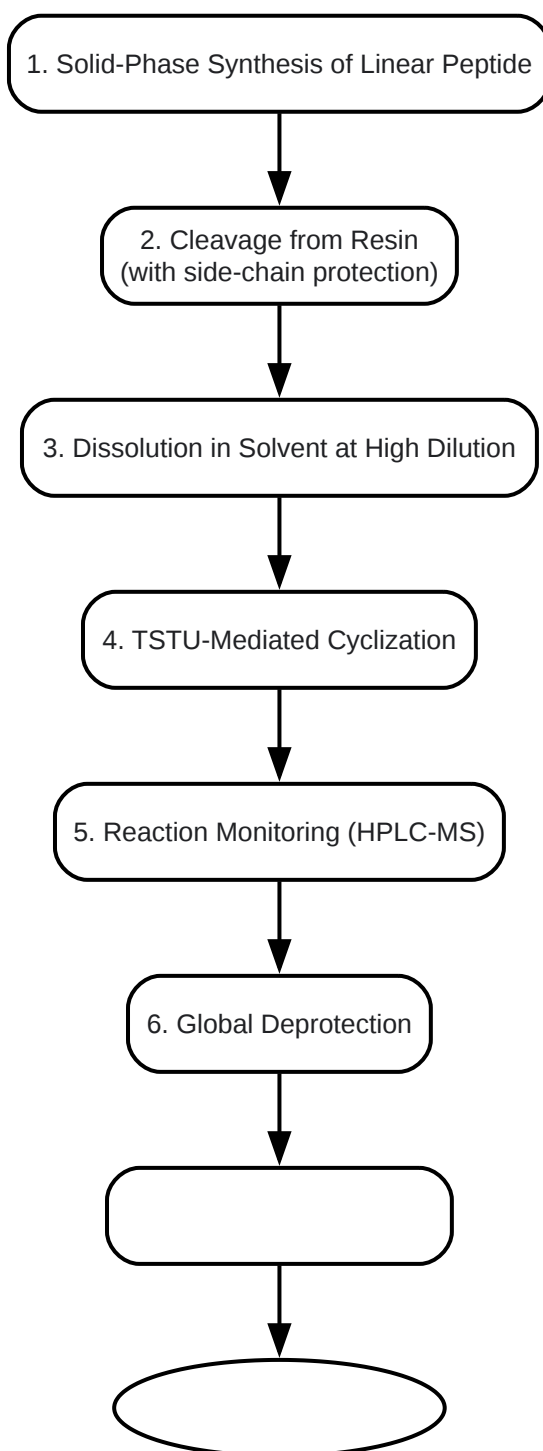 1. Solid-Phase Synthesis of Linear Peptide
2. Cleavage from Resin
(with side-chain protection)
3. Dissolution in Solvent at High Dilution
4. TSTU-Mediated Cyclization
5. Reaction Monitoring (HPLC-MS)
6. Global Deprotection